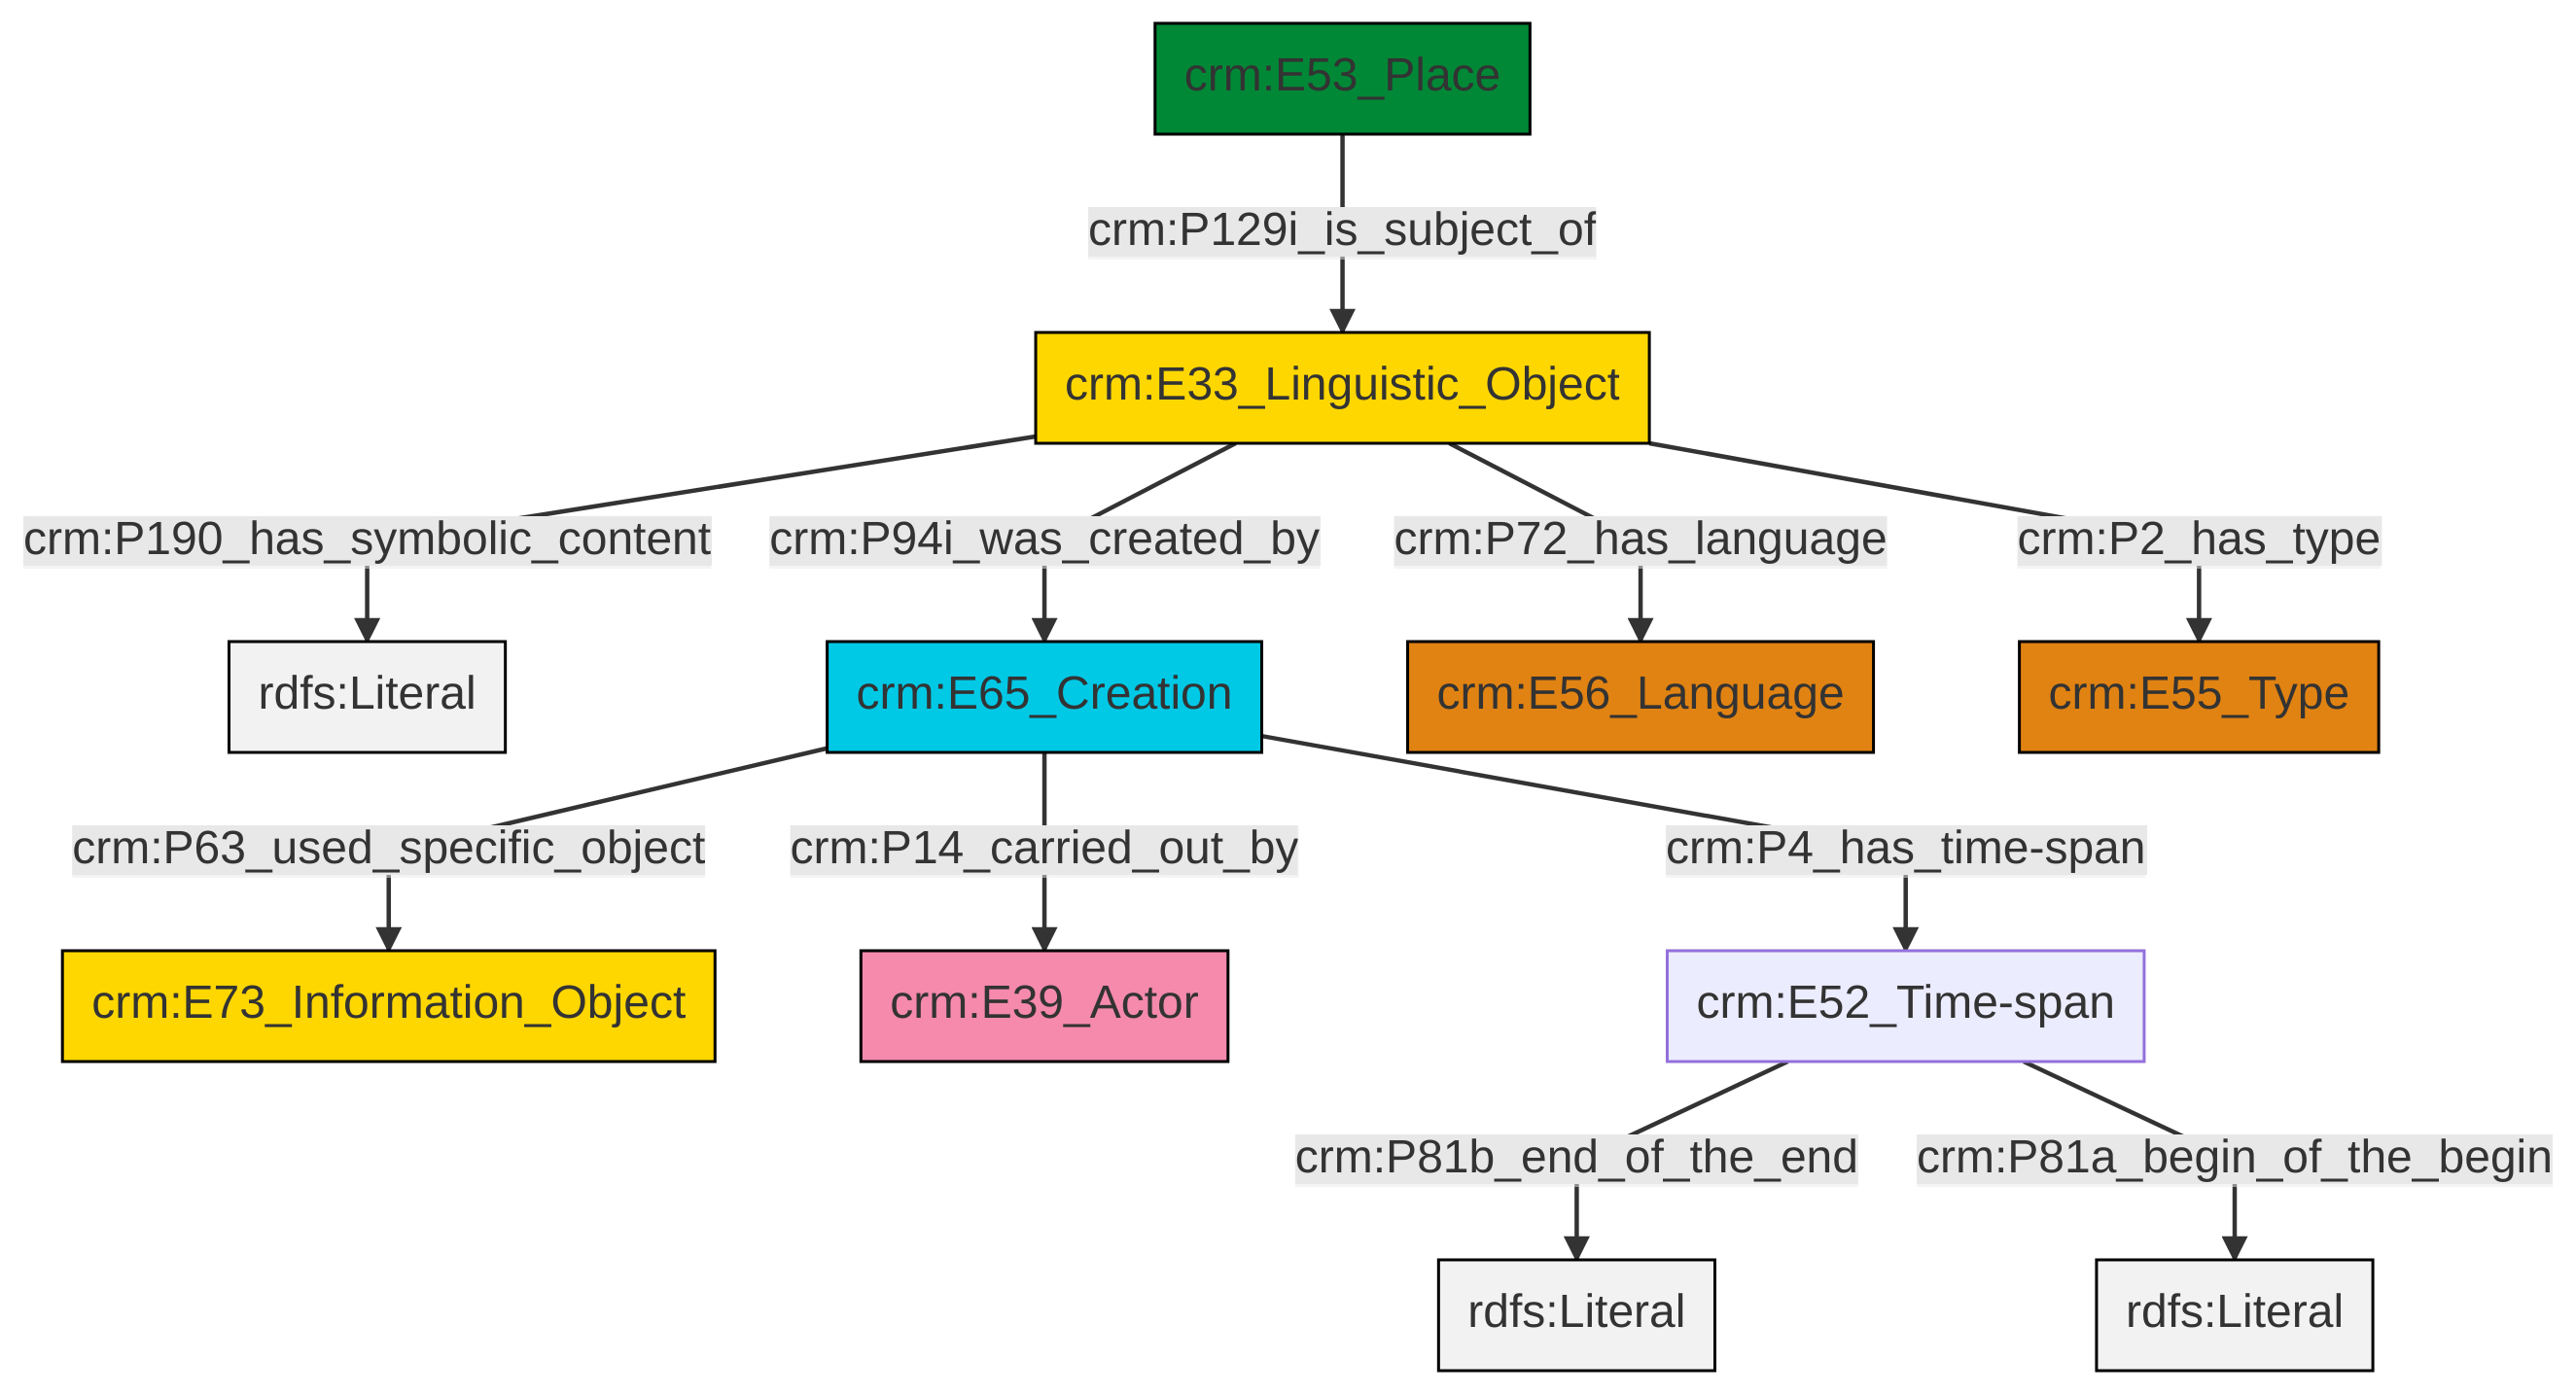 crm:E53_Place
crm:P129i_is_subject_of
crm:E33_Linguistic_Object
crm:P190_has_symbolic_content
crm:P94i_was_created_by
crm:P72_has_language
crm:P2_has_type
rdfs:Literal
crm:E65_Creation
crm:E56_Language
crm:E55_Type
crm:P63_used_specific_object
crm:P14_carried_out_by
crm:P4_has_time-span
crm:E73_Information_Object
crm:E39_Actor
crm:E52_Time-span
crm:P81b_end_of_the_end
crm:P81a_begin_of_the_begin
rdfs:Literal
rdfs:Literal